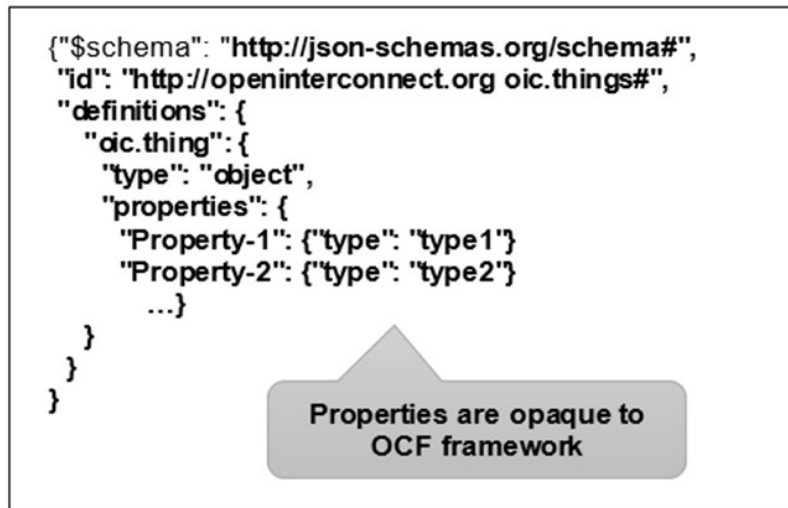 {"$schema": "http://json-schemas.org/schema#",
"id": "http://openinterconnect.org oic.things#",
"definitions": {
"oic.thing": {
"type": "object",
"properties": {
"Property-1": {"type": "type1"}
"Property-2": {"type": "type2"}
...}
}
}
}
Properties are opaque to
OCF framework